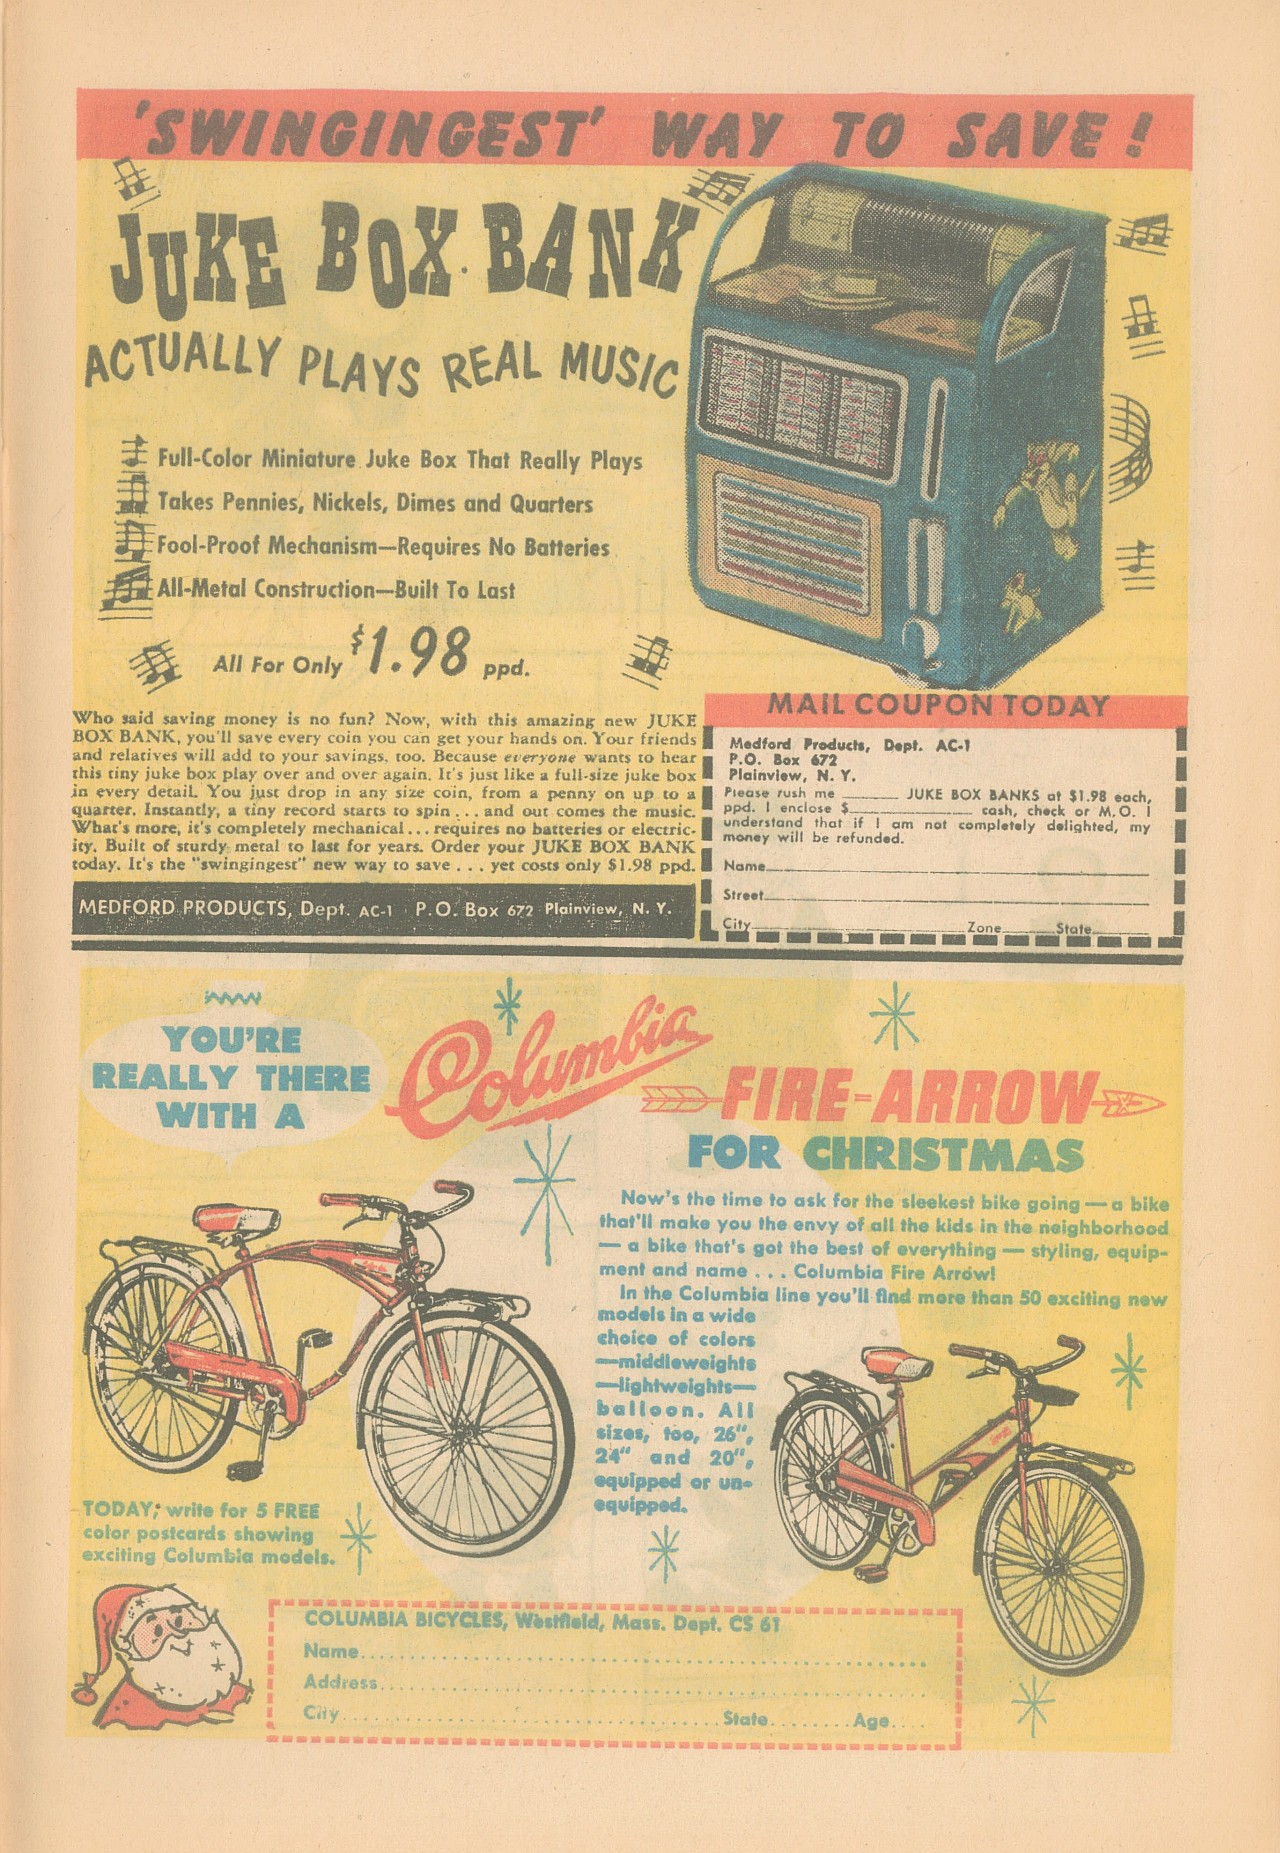 'SWINGINGEST' WAY TO SAVE!
JUKE BOX BANK
ACTUALLY PLAYS REAL MUSIC
Full-Color Miniature Juke Box That Really Plays
Takes Pennies, Nickels, Dimes and Quarters
Fool-Proof Mechanism—Requires No Batteries
All-Metal Construction—Built To Last
All For Only $1.98 ppd.
Who said saving money is no fun? Now, with this amazing new JUKE
BOX BANK, you'll save every coin you can get your hands on. Your friends
and relatives will add to your savings, too. Because everyone wants to hear
this tiny juke box play over and over again. It's just like a full-size juke box
in every detail. You just drop in any size coin, from a penny on up to a
quarter. Instantly, a tiny record starts to spin . . . and out comes the music.
What's more, it's completely mechanical . . . requires no batteries or electric-
ity. Built of sturdy metal to last for years. Order your JUKE BOX BANK
today. It's the "swingingest" new way to save . . . yet costs only $1.98 ppd.
MEDFORD PRODUCTS, Dept. AC-1 P.O. Box 672 Plainview, N. Y.
MAIL COUPON TODAY
Medford Products, Dept. AC-1
P.O. Box 672
Plainview, N. Y.
Please rush me ______ JUKE BOX BANKS at $1.98 each,
ppd. I enclose $____________ cash, check or M.O. I
understand that if I am not completely delighted, my
money will be refunded.
Name____________
Street____________
City____________Zone______State______
YOU'RE
REALLY THERE
WITH A
Columbia
FIRE-ARROW
FOR CHRISTMAS
Now's the time to ask for the sleekest bike going — a bike
that'll make you the envy of all the kids in the neighborhood
— a bike that's got the best of everything — styling, equip-
ment and name . . . Columbia Fire Arrow!
In the Columbia line you'll find more than 50 exciting new
models in a wide
choice of colors
—middleweights
—lightweights—
balloon. All
sizes, too, 26",
24" and 20",
equipped or un-
equipped.
TODAY; write for 5 FREE
color postcards showing
exciting Columbia models.
COLUMBIA BICYCLES, Westfield, Mass. Dept. CS 61
Name..............................
Address..............................
City..............................State........Age....